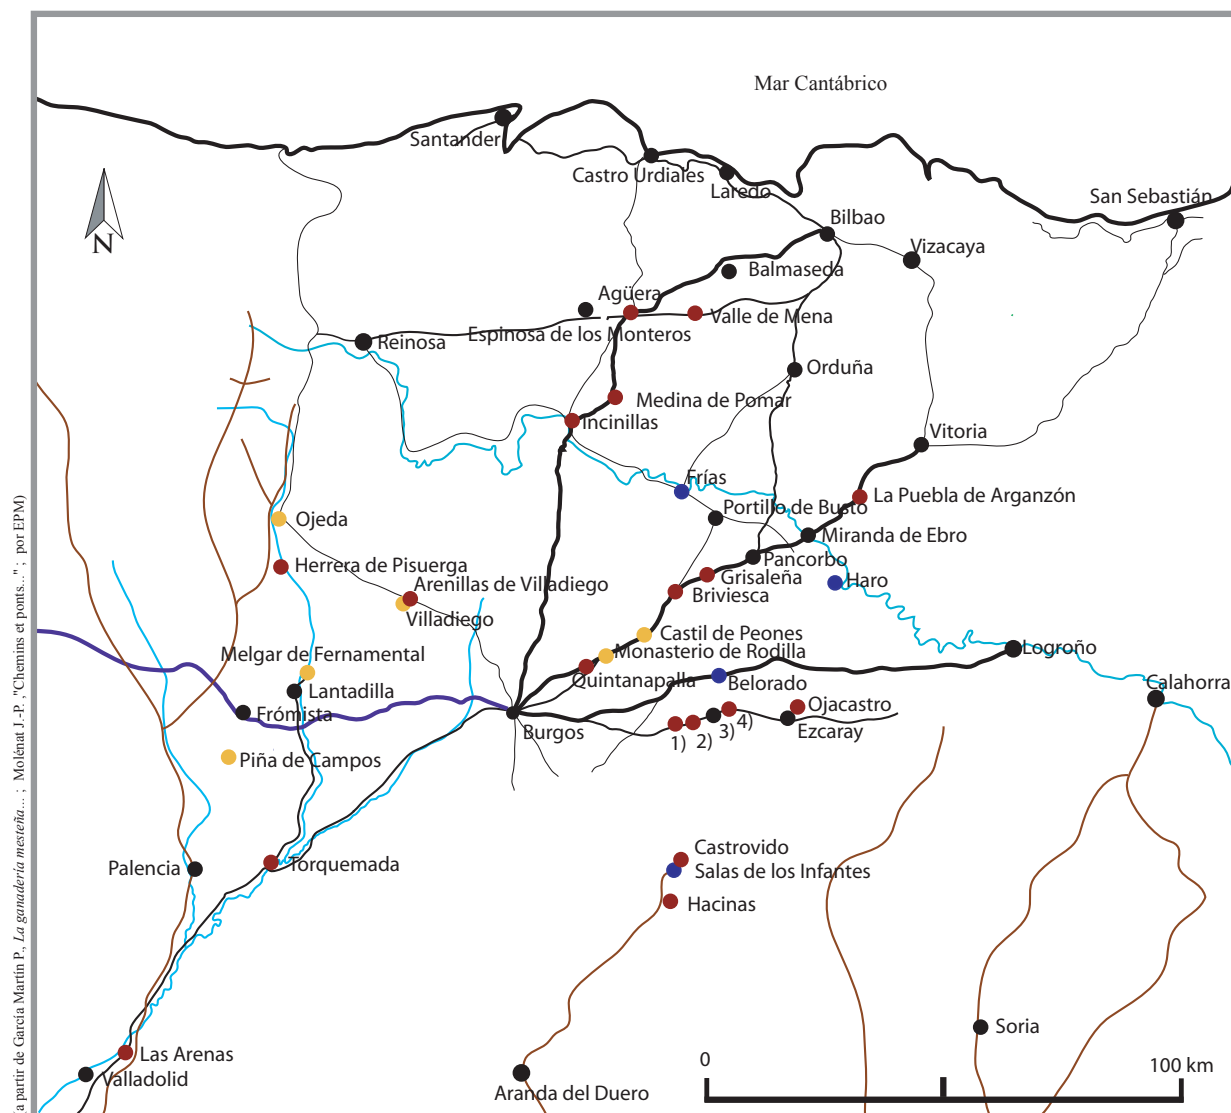 Mar Cantábrico
Santander
Castro Urdiales
Laredo
San Sebastián
Bilbao
Vizacaya
N
Balmaseda
Agüera
Valle de Mena
Espinosa de los Monteros
Reinosa
Orduña
Medina de Pomar
Incinillas
Vitoria
Frías
La Puebla de Arganzón
Portillo de Busto
Ojeda
Miranda de Ebro
Pancorbo
Herrera de Pisuerga
Grisaleña
Arenillas de Villadiego
Haro
Briviesca
Villadiego
Castil de Peones
Logroño
Melgar de Fernamental
Monasterio de Rodilla
Quintanapalla
Belorado
Calahorra
Lantadilla
Ojacastro
Frómista
Burgos
1)
2)
3)
4)
Ezcaray
Piña de Campos
Castrovido
Palencia
Torquemada
Salas de los Infantes
Hacinas
Soria
Las Arenas
Valladolid
0
100 km
Aranda del Duero
(a partir de García Martín P., La ganadería mesteña... ; Molénat J.-P. "Chemins et ponts..." ; por EPM)